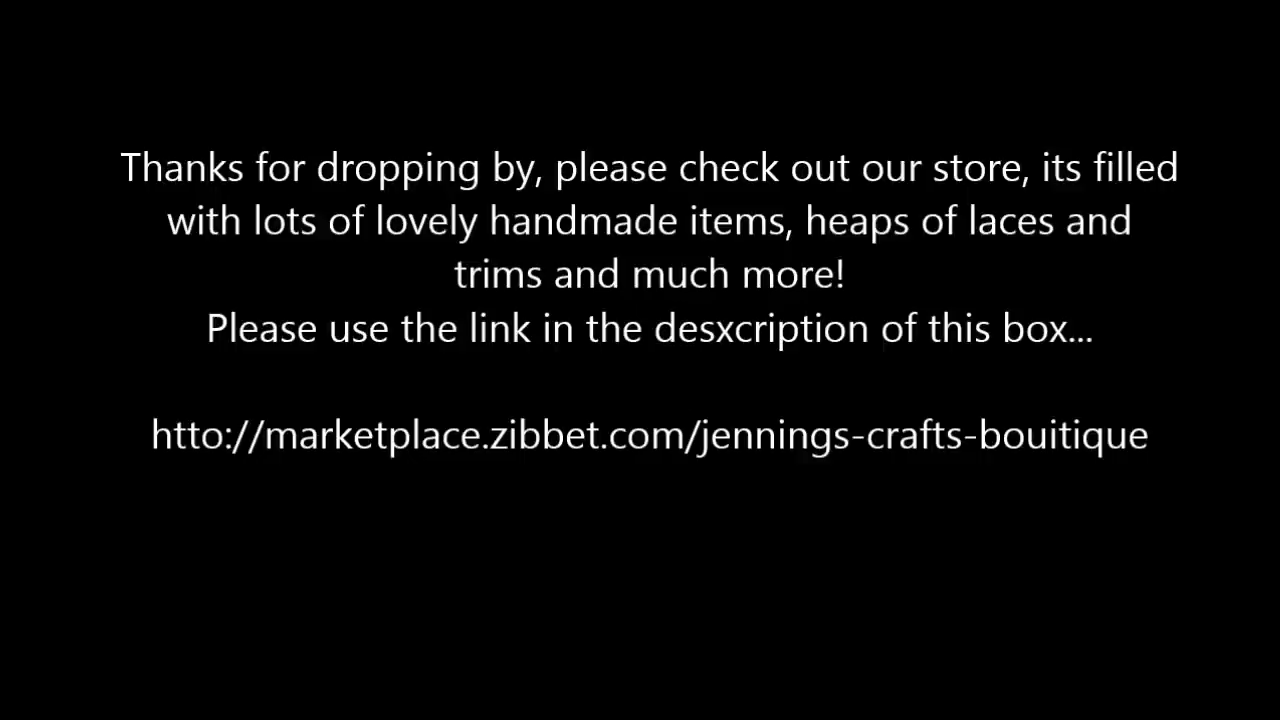 Thanks for dropping by, please check out our store, its filled
with lots of lovely handmade items, heaps of laces and
trims and much more!
Please use the link in the desxcription of this box...
htto://marketplace.zibbet.com/jennings-crafts-bouitique